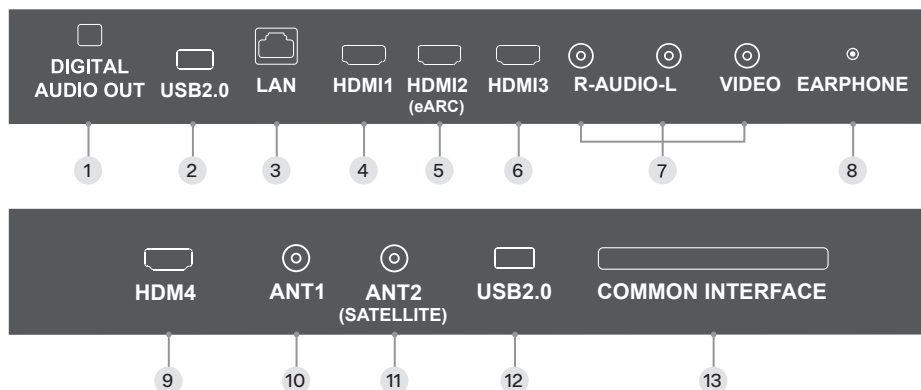 DIGITAL
AUDIO OUT USB2.0 LAN HDMI1 HDMI2 HDMI3 R-AUDIO-L VIDEO EARPHONE
(eARC)
1 2 3 4 5 6 7 8
HDM4 ANT1 ANT2 USB2.0 COMMON INTERFACE
(SATELLITE)
9 10 11 12 13